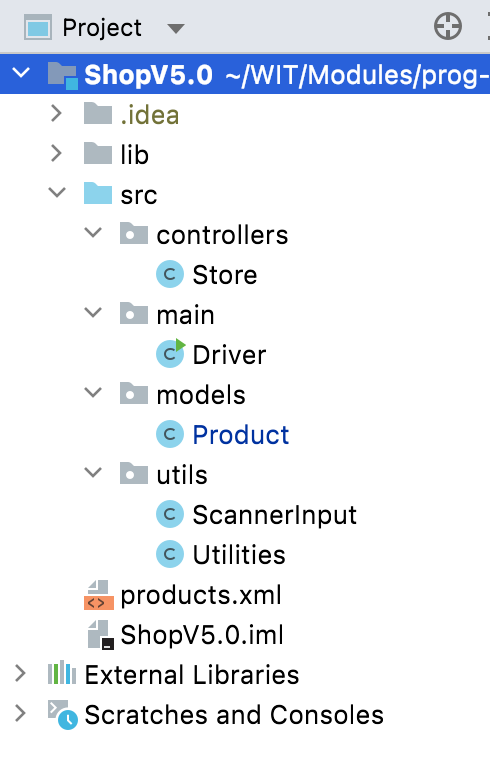 Project
ShopV5.0 ~/WIT/Modules/prog-
.idea
lib
src
controllers
C Store
main
C Driver
models
C Product
utils
C ScannerInput
C Utilities
<> products.xml
ShopV5.0.iml
External Libraries
Scratches and Consoles